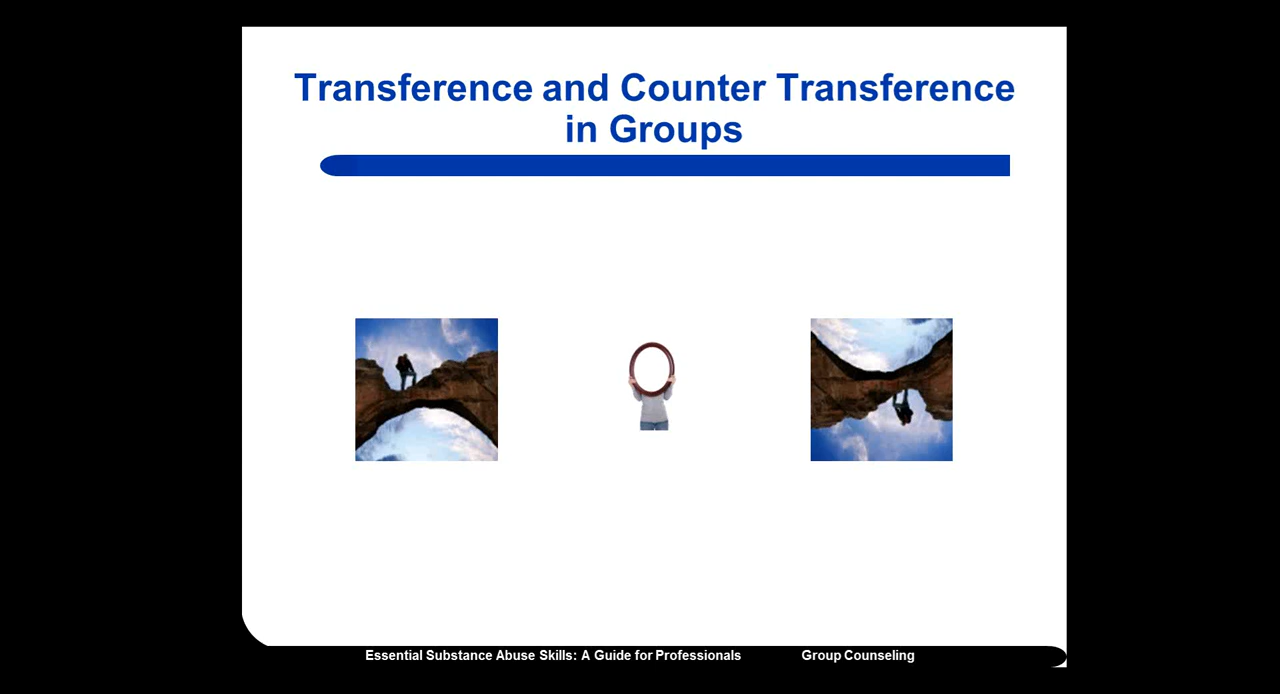 Transference and Counter Transference
in Groups
Essential Substance Abuse Skills: A Guide for Professionals
Group Counseling